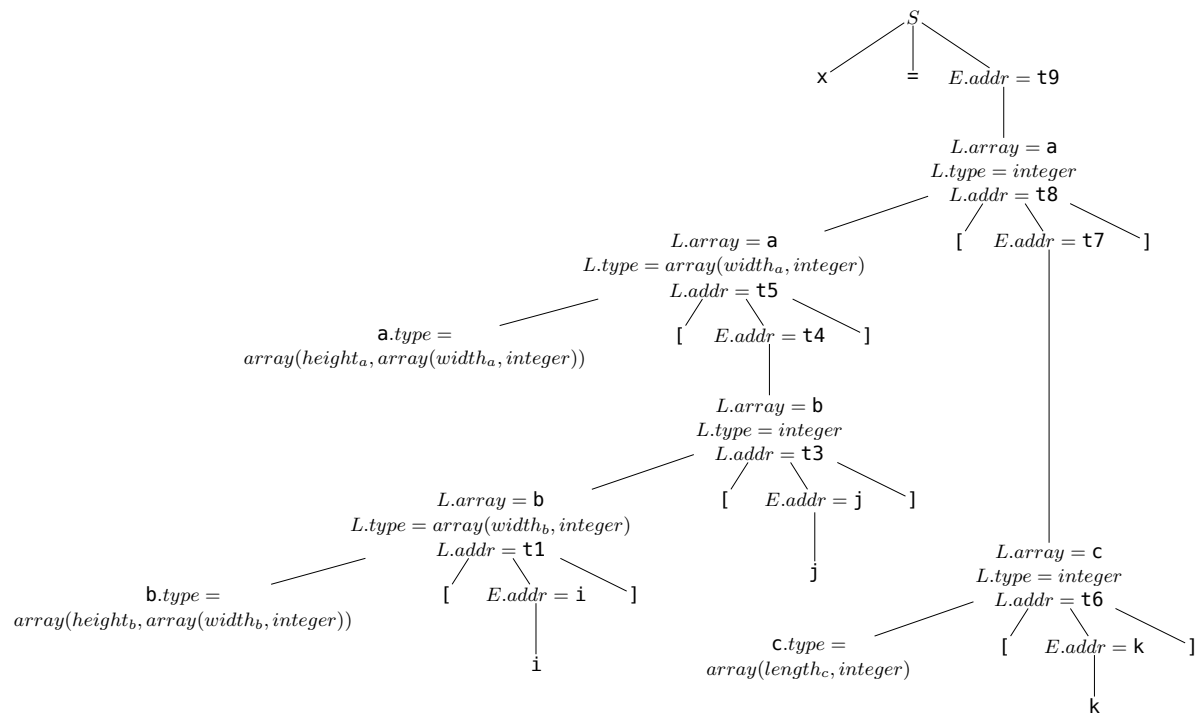 S
x = E.addr = t9
L.array = a
L.type = integer
L.addr = t8
[ E.addr = t7 ]
L.array = a
L.type = array(width_a, integer)
L.addr = t5
[ E.addr = t4 ]
a.type =
array(height_a, array(width_a, integer))
L.array = b
L.type = integer
L.addr = t3
[ E.addr = j ]
j
L.array = b
L.type = array(width_b, integer)
L.addr = t1
[ E.addr = i ]
i
b.type =
array(height_b, array(width_b, integer))
L.array = c
L.type = integer
L.addr = t6
[ E.addr = k ]
k
c.type =
array(length_c, integer)